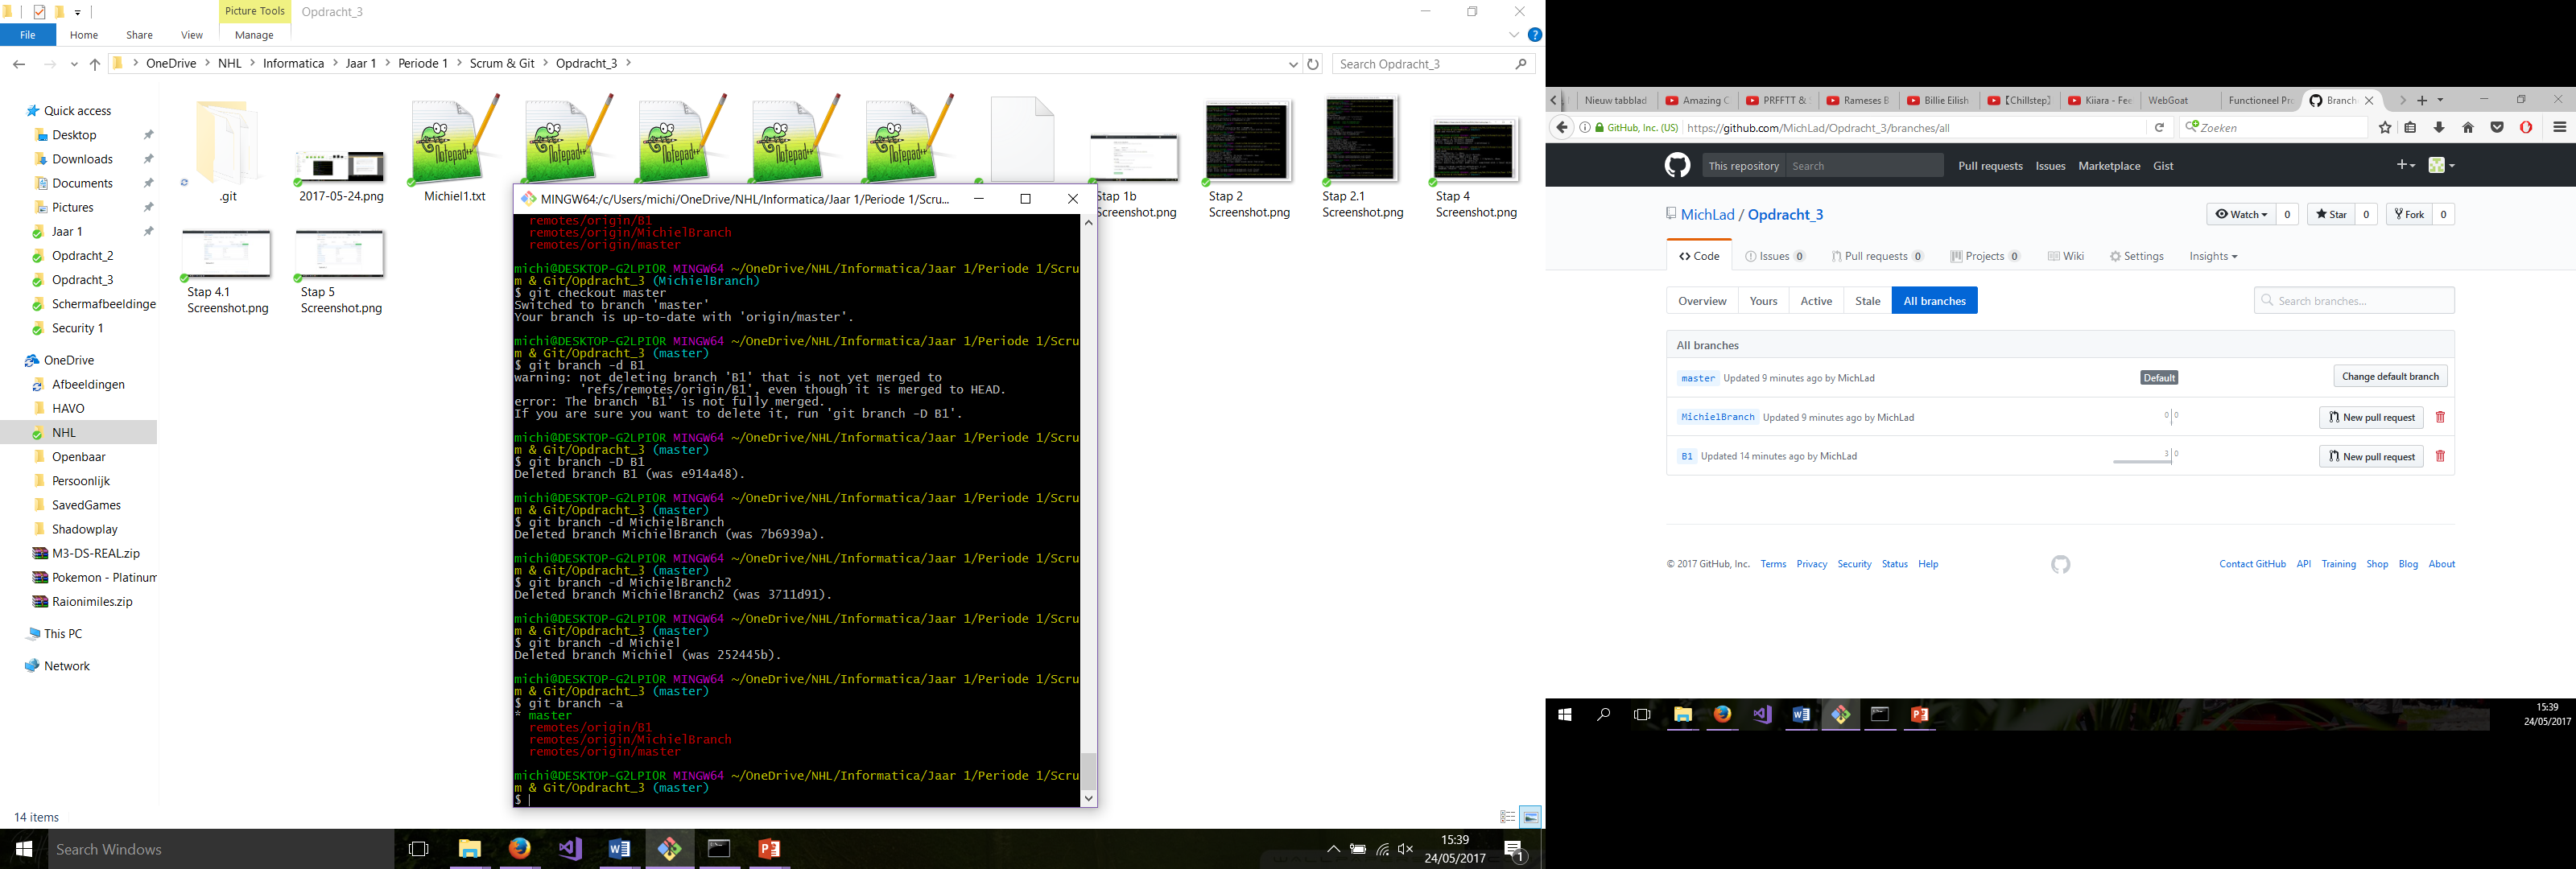 Picture Tools
Opdracht_3
File
Home
Share
View
Manage
OneDrive
NHL
Informatica
Jaar 1
Periode 1
Scrum & Git
Opdracht_3
Search Opdracht_3
Quick access
Desktop
Downloads
Documents
Pictures
Jaar 1
Opdracht_2
Opdracht_3
Schermafbeeldinge
Security 1
OneDrive
Afbeeldingen
HAVO
NHL
Openbaar
Persoonlijk
SavedGames
Shadowplay
M3-DS-REAL.zip
Pokemon - Platinum
Raionimiles.zip
This PC
Network
.git
2017-05-24.png
Michiel1.txt
Stap 1b
Screenshot.png
Stap 2
Screenshot.png
Stap 2.1
Screenshot.png
Stap 4
Screenshot.png
Stap 4.1
Screenshot.png
Stap 5
Screenshot.png
Notepad++
Notepad++
Notepad++
Notepad++
Notepad++
MINGW64:/c/Users/michi/OneDrive/NHL/Informatica/Jaar 1/Periode 1/Scru...
remotes/origin/B1
remotes/origin/MichielBranch
remotes/origin/master
michi@DESKTOP-G2LPIOR MINGW64 ~/OneDrive/NHL/Informatica/Jaar 1/Periode 1/Scru
m & Git/Opdracht_3 (MichielBranch)
$ git checkout master
Switched to branch 'master'
Your branch is up-to-date with 'origin/master'.
michi@DESKTOP-G2LPIOR MINGW64 ~/OneDrive/NHL/Informatica/Jaar 1/Periode 1/Scru
m & Git/Opdracht_3 (master)
$ git branch -d B1
warning: not deleting branch 'B1' that is not yet merged to
'refs/remotes/origin/B1', even though it is merged to HEAD.
error: The branch 'B1' is not fully merged.
If you are sure you want to delete it, run 'git branch -D B1'.
michi@DESKTOP-G2LPIOR MINGW64 ~/OneDrive/NHL/Informatica/Jaar 1/Periode 1/Scru
m & Git/Opdracht_3 (master)
$ git branch -D B1
Deleted branch B1 (was e914a48).
michi@DESKTOP-G2LPIOR MINGW64 ~/OneDrive/NHL/Informatica/Jaar 1/Periode 1/Scru
m & Git/Opdracht_3 (master)
$ git branch -d MichielBranch
Deleted branch MichielBranch (was 7b6939a).
michi@DESKTOP-G2LPIOR MINGW64 ~/OneDrive/NHL/Informatica/Jaar 1/Periode 1/Scru
m & Git/Opdracht_3 (master)
$ git branch -d MichielBranch2
Deleted branch MichielBranch2 (was 3711d91).
michi@DESKTOP-G2LPIOR MINGW64 ~/OneDrive/NHL/Informatica/Jaar 1/Periode 1/Scru
m & Git/Opdracht_3 (master)
$ git branch -d Michiel
Deleted branch Michiel (was 252445b).
michi@DESKTOP-G2LPIOR MINGW64 ~/OneDrive/NHL/Informatica/Jaar 1/Periode 1/Scru
m & Git/Opdracht_3 (master)
$ git branch -a
* master
remotes/origin/B1
remotes/origin/MichielBranch
remotes/origin/master
michi@DESKTOP-G2LPIOR MINGW64 ~/OneDrive/NHL/Informatica/Jaar 1/Periode 1/Scru
m & Git/Opdracht_3 (master)
$
14 items
Search Windows
15:39
24/05/2017
1
Nieuw tabblad
Amazing C
PRFFTT &
Rameses B
Billie Eilish
【Chillstep】
Kiiara - Fee
WebGoat
Functioneel Pro
Branch
GitHub, Inc. (US)
https://github.com/MichLad/Opdracht_3/branches/all
Zoeken
This repository
Search
Pull requests
Issues
Marketplace
Gist
MichLad / Opdracht_3
Watch 0
Star 0
Fork 0
Code
Issues 0
Pull requests 0
Projects 0
Wiki
Settings
Insights
Overview
Yours
Active
Stale
All branches
Search branches...
All branches
master Updated 9 minutes ago by MichLad
Default
Change default branch
MichielBranch Updated 9 minutes ago by MichLad
0 0
New pull request
B1 Updated 14 minutes ago by MichLad
3 0
New pull request
© 2017 GitHub, Inc.
Terms
Privacy
Security
Status
Help
Contact GitHub
API
Training
Shop
Blog
About
15:39
24/05/2017